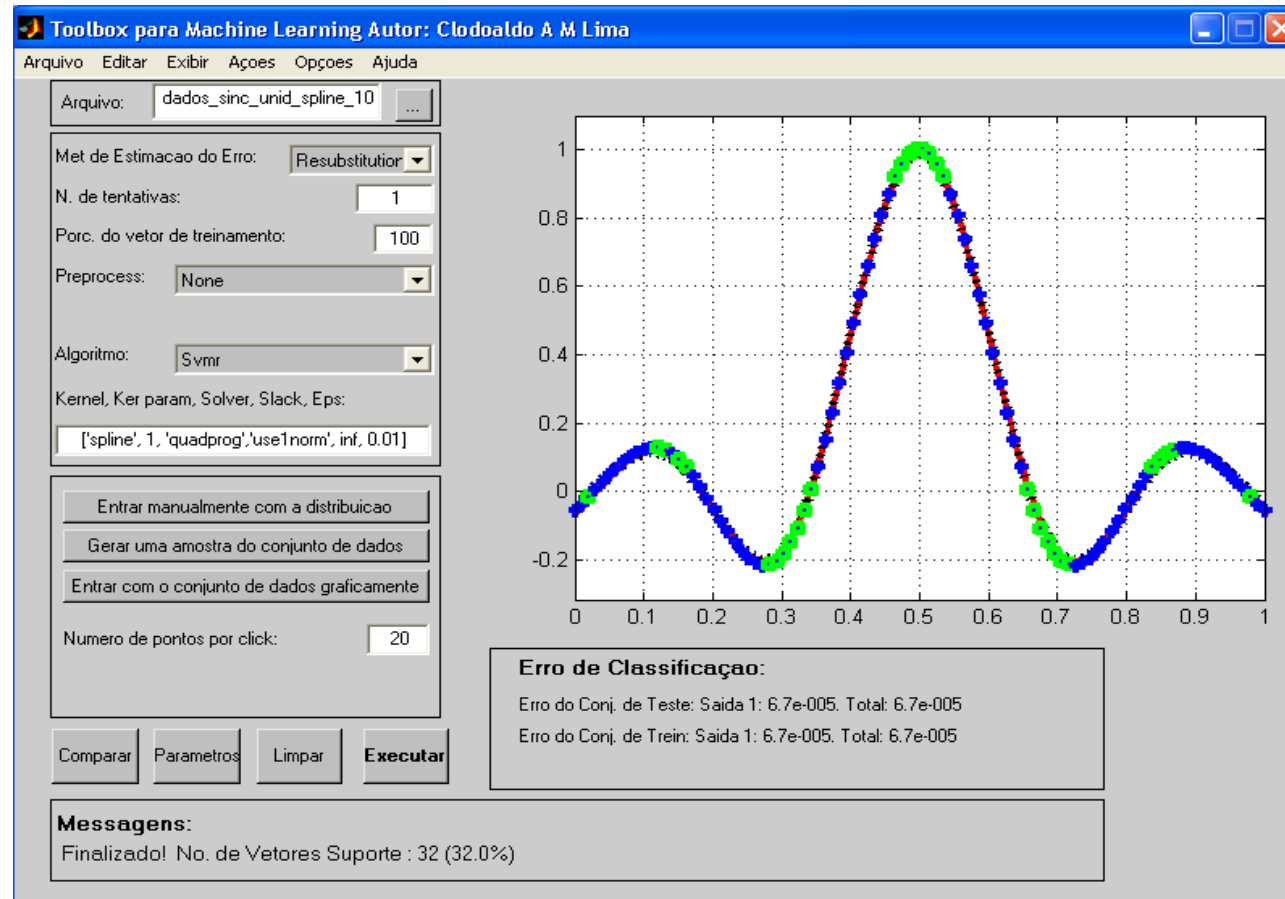 Toolbox para Machine Learning Autor: Clodoaldo A M Lima
Arquivo Editar Exibir Açoes Opçoes Ajuda
Arquivo: dados_sinc_unid_spline_10 ...
Met de Estimacao do Erro: Resubstitution
N. de tentativas: 1
Porc. do vetor de treinamento: 100
Preprocess: None
Algoritmo: Svmr
Kernel, Ker param, Solver, Slack, Eps:
['spline', 1, 'quadprog','use1norm', inf, 0.01]
Entrar manualmente com a distribuicao
Gerar uma amostra do conjunto de dados
Entrar com o conjunto de dados graficamente
Numero de pontos por click: 20
Comparar Parametros Limpar Executar
1
0.8
0.6
0.4
0.2
0
-0.2
0 0.1 0.2 0.3 0.4 0.5 0.6 0.7 0.8 0.9 1
Erro de Classificaçao:
Erro do Conj. de Teste: Saida 1: 6.7e-005. Total: 6.7e-005
Erro do Conj. de Trein: Saida 1: 6.7e-005. Total: 6.7e-005
Messagens:
Finalizado! No. de Vetores Suporte : 32 (32.0%)